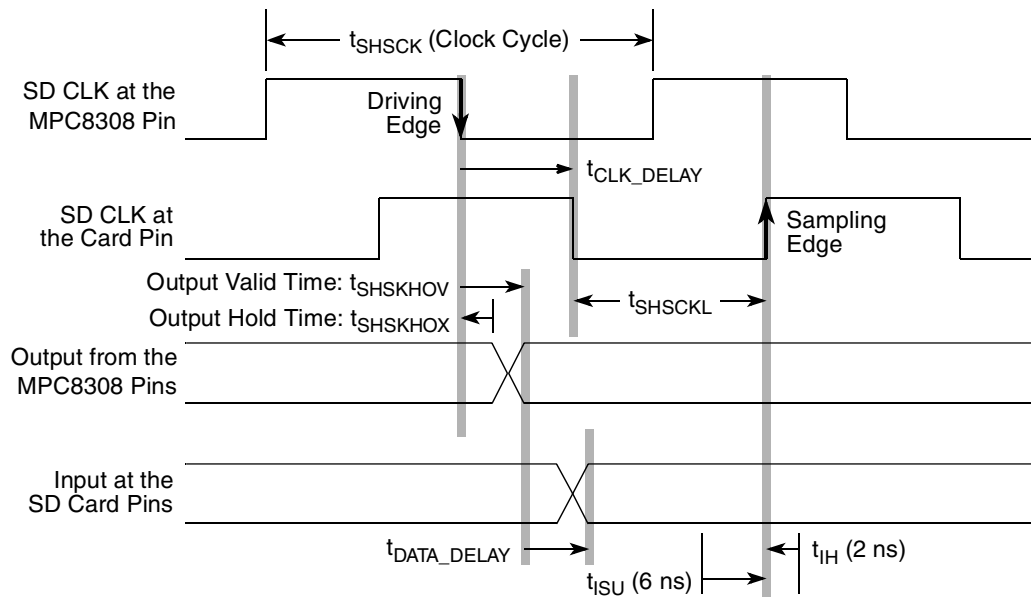 tSHSCK (Clock Cycle)
SD CLK at the
MPC8308 Pin
Driving
Edge
tCLK_DELAY
SD CLK at
the Card Pin
Sampling
Edge
Output Valid Time: tSHSKHOV
tSHSCKL
Output Hold Time: tSHSKHOX
Output from the
MPC8308 Pins
Input at the
SD Card Pins
tDATA_DELAY
tIH (2 ns)
tISU (6 ns)